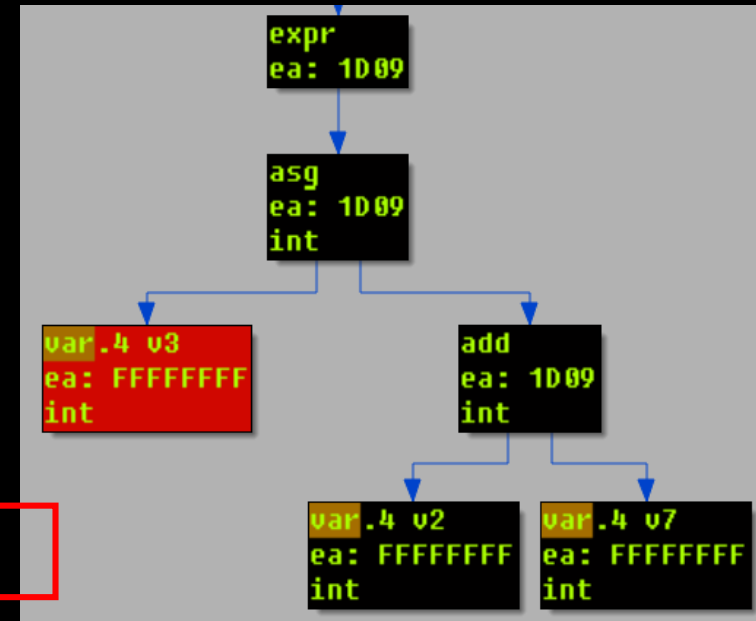 expr
ea: 1D09
asg
ea: 1D09
int
var.4 v3
ea: FFFFFFFF
int
add
ea: 1D09
int
var.4 v2
ea: FFFFFFFF
int
var.4 v7
ea: FFFFFFFF
int